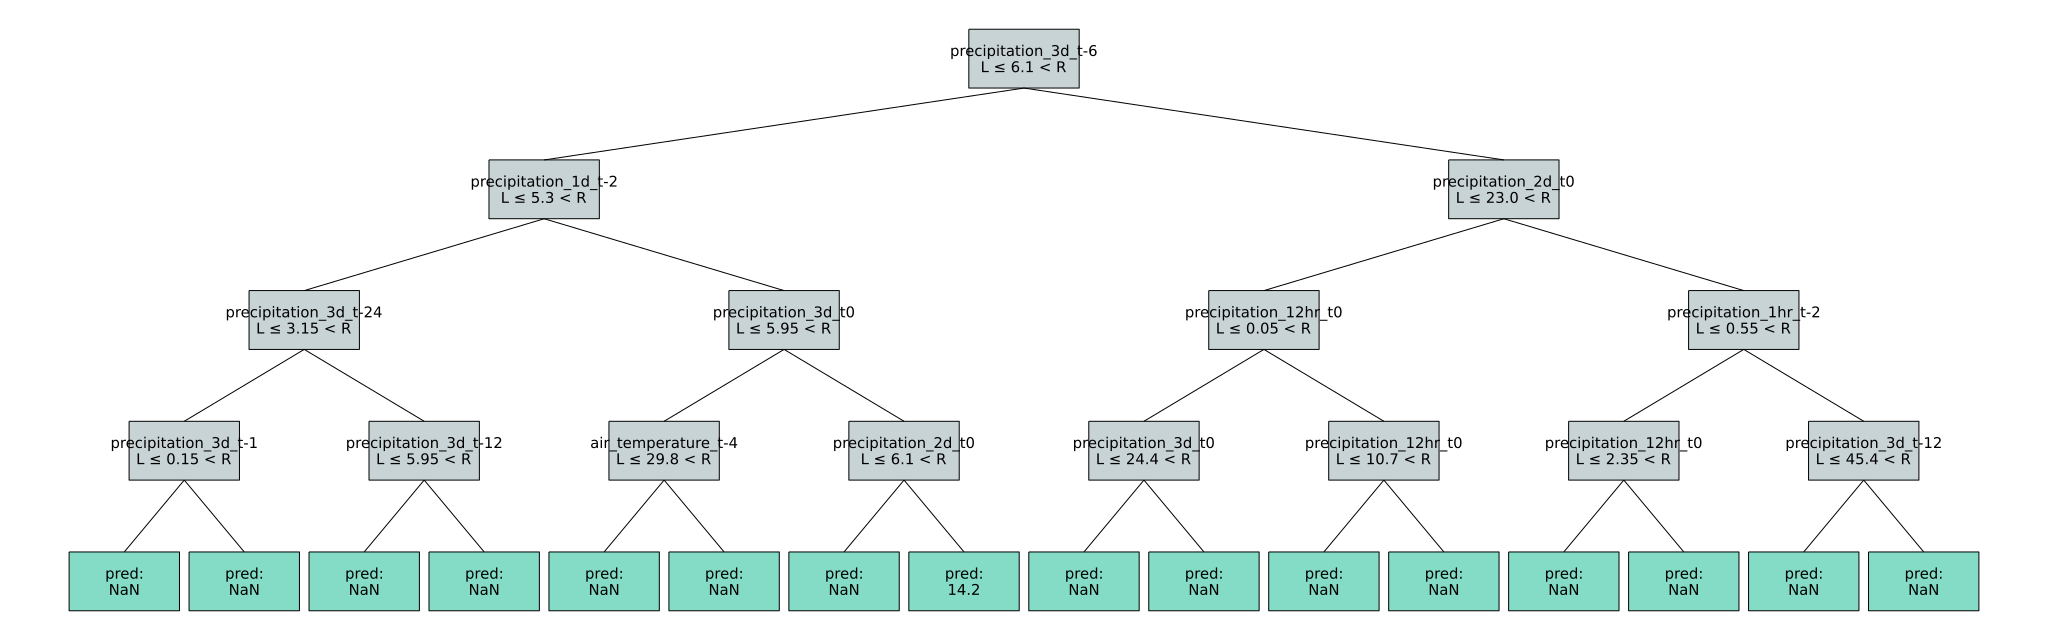 precipitation_3d_t-6
L ≤ 6.1 < R
precipitation_1d_t-2
L ≤ 5.3 < R
precipitation_2d_t0
L ≤ 23.0 < R
precipitation_3d_t-24
L ≤ 3.15 < R
precipitation_3d_t0
L ≤ 5.95 < R
precipitation_12hr_t0
L ≤ 0.05 < R
precipitation_1hr_t-2
L ≤ 0.55 < R
precipitation_3d_t-1
L ≤ 0.15 < R
precipitation_3d_t-12
L ≤ 5.95 < R
air_temperature_t-4
L ≤ 29.8 < R
precipitation_2d_t0
L ≤ 6.1 < R
precipitation_3d_t0
L ≤ 24.4 < R
precipitation_12hr_t0
L ≤ 10.7 < R
precipitation_12hr_t0
L ≤ 2.35 < R
precipitation_3d_t-12
L ≤ 45.4 < R
pred:
NaN
pred:
NaN
pred:
NaN
pred:
NaN
pred:
NaN
pred:
NaN
pred:
NaN
pred:
14.2
pred:
NaN
pred:
NaN
pred:
NaN
pred:
NaN
pred:
NaN
pred:
NaN
pred:
NaN
pred:
NaN